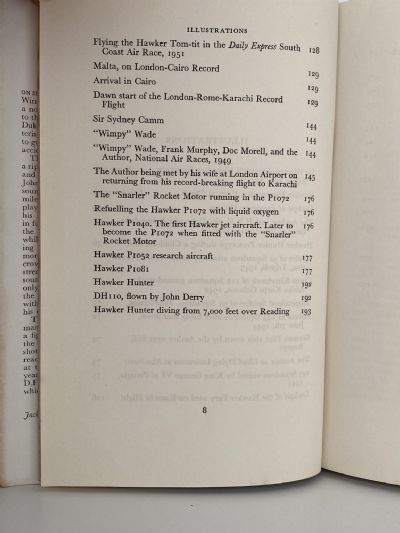 ILLUSTRATIONS
Flying the Hawker Tom-tit in the Daily Express South 128
Coast Air Race, 1951
Malta, on London-Cairo Record 129
Arrival in Cairo 129
Dawn start of the London-Rome-Karachi Record 129
Flight
Sir Sydney Camm 144
"Wimpy" Wade 144
"Wimpy" Wade, Frank Murphy, Doc Morell, and the 144
Author, National Air Races, 1949
The Author being met by his wife at London Airport on 145
returning from his record-breaking flight to Karachi
The "Snarler" Rocket Motor running in the P1072 176
Refuelling the Hawker P1072 with liquid oxygen 176
Hawker P1040. The first Hawker jet aircraft. Later to 176
become the P1072 when fitted with the "Snarler"
Rocket Motor
Hawker P1052 research aircraft 177
Hawker P1081 177
Hawker Hunter 192
DH110, flown by John Derry 192
Hawker Hunter diving from 7,000 feet over Reading 193
8